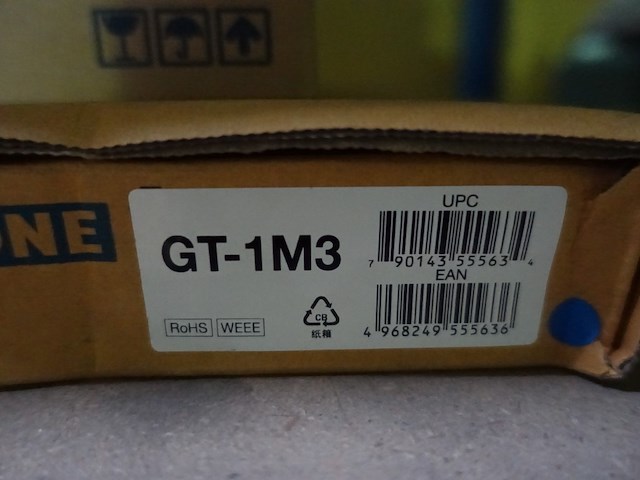 ONE
GT-1M3
UPC
7 90143 55563 4
EAN
4 968249 555636
RoHS WEEE
CB
紙箱